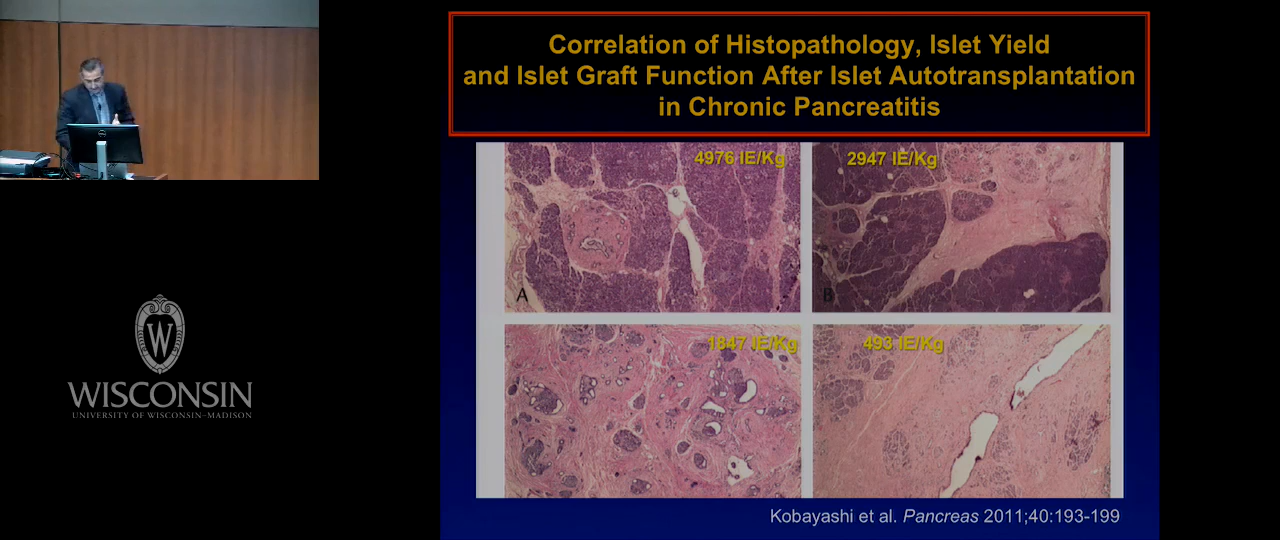 Correlation of Histopathology, Islet Yield
and Islet Graft Function After Islet Autotransplantation
in Chronic Pancreatitis
4976 IE/Kg
2947 IE/Kg
A
B
1847 IE/Kg
493 IE/Kg
W
WISCONSIN
UNIVERSITY OF WISCONSIN–MADISON
Kobayashi et al. Pancreas 2011;40:193-199